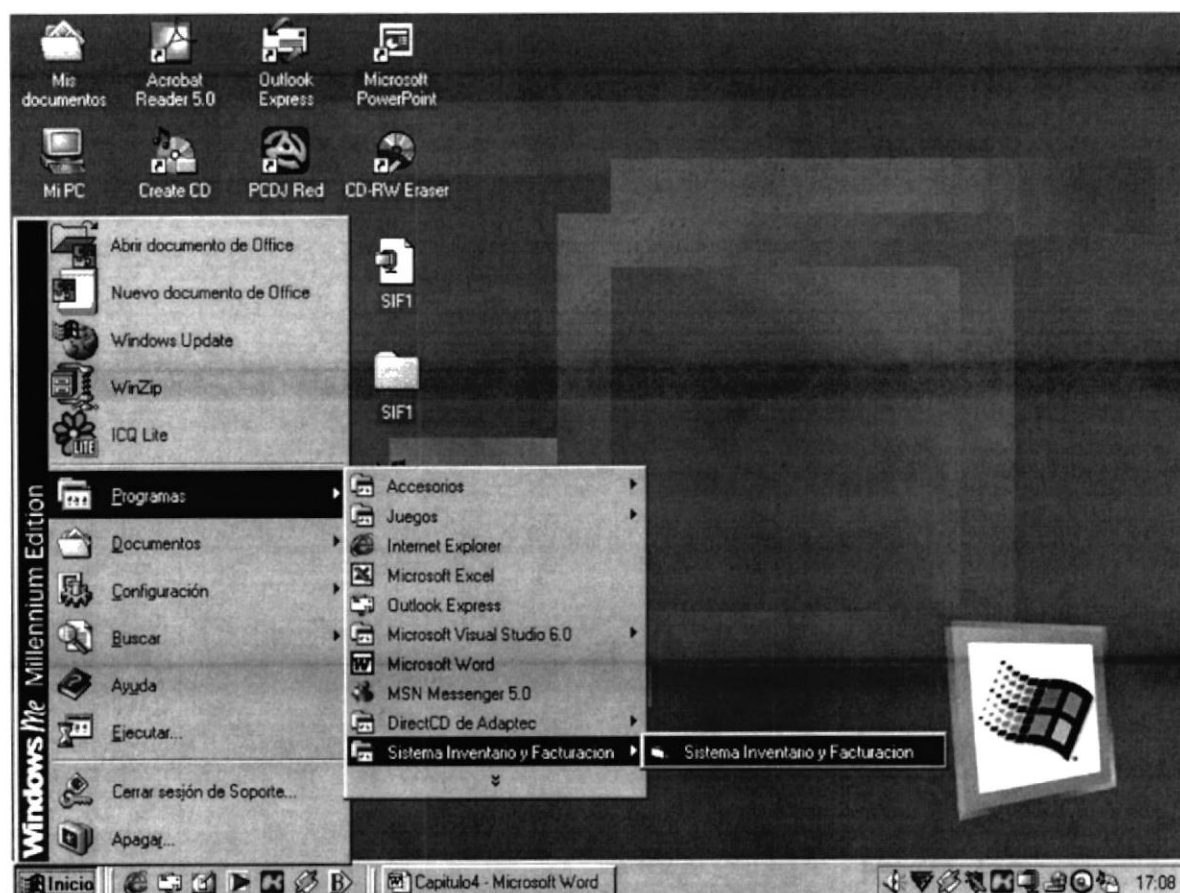 Mis documentos
Acrobat Reader 5.0
Outlook Express
Microsoft PowerPoint
Mi PC
Create CD
PCDJ Red
CD-RW Eraser
SIF1
SIF1
Windows Me Millennium Edition
Abrir documento de Office
Nuevo documento de Office
Windows Update
WinZip
LITE
ICQ Lite
Programas
Documentos
Configuración
Buscar
Ayuda
Ejecutar...
Cerrar sesión de Soporte...
Apagar...
Accesorios
Juegos
Internet Explorer
Microsoft Excel
Outlook Express
Microsoft Visual Studio 6.0
Microsoft Word
MSN Messenger 5.0
DirectCD de Adaptec
Sistema Inventario y Facturacion
Sistema Inventario y Facturacion
Inicio
Capitulo4 - Microsoft Word
17:08